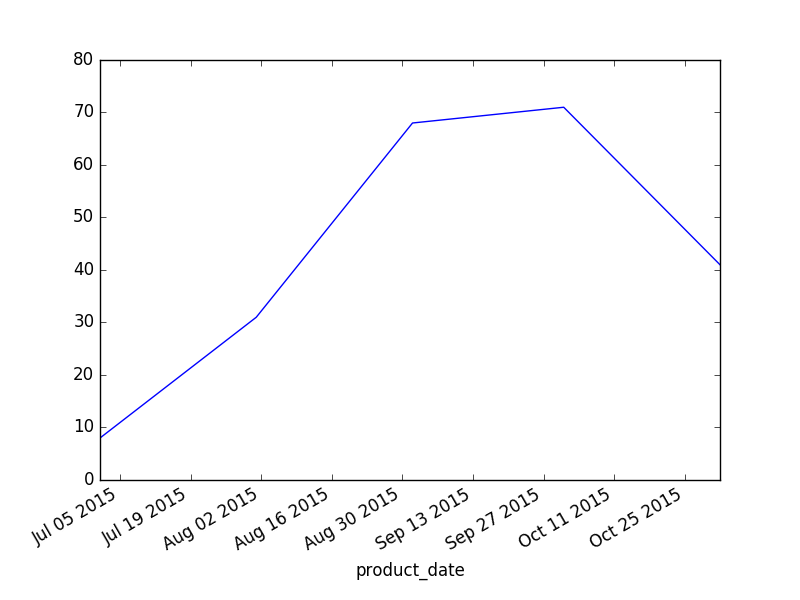 80
70
60
50
40
30
20
10
0
Jul 05 2015
Jul 19 2015
Aug 02 2015
Aug 16 2015
Aug 30 2015
Sep 13 2015
Sep 27 2015
Oct 11 2015
Oct 25 2015
product_date